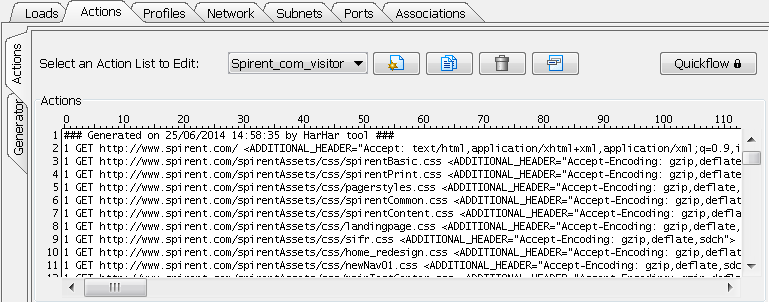 Loads Actions Profiles Network Subnets Ports Associations
Actions
Generator
Select an Action List to Edit: Spirent_com_visitor Quickflow
Actions
0 10 20 30 40 50 60 70 80 90 100 110
1 ### Generated on 25/06/2014 14:58:35 by HarHar tool ###
2 1 GET http://www.spirent.com/ <ADDITIONAL_HEADER="Accept: text/html,application/xhtml+xml,application/xml;q=0.9,i
3 1 GET http://www.spirent.com/spirentAssets/css/spirentBasic.css <ADDITIONAL_HEADER="Accept-Encoding: gzip,deflate
4 1 GET http://www.spirent.com/spirentAssets/css/spirentPrint.css <ADDITIONAL_HEADER="Accept-Encoding: gzip,deflate
5 1 GET http://www.spirent.com/spirentAssets/css/pagerstyles.css <ADDITIONAL_HEADER="Accept-Encoding: gzip,deflate,
6 1 GET http://www.spirent.com/spirentAssets/css/spirentCommon.css <ADDITIONAL_HEADER="Accept-Encoding: gzip,deflat
7 1 GET http://www.spirent.com/spirentAssets/css/spirentContent.css <ADDITIONAL_HEADER="Accept-Encoding: gzip,defla
8 1 GET http://www.spirent.com/spirentAssets/css/landingpage.css <ADDITIONAL_HEADER="Accept-Encoding: gzip,deflate,
9 1 GET http://www.spirent.com/spirentAssets/css/sifr.css <ADDITIONAL_HEADER="Accept-Encoding: gzip,deflate,sdch">
10 1 GET http://www.spirent.com/spirentAssets/css/home_redesign.css <ADDITIONAL_HEADER="Accept-Encoding: gzip,deflat
11 1 GET http://www.spirent.com/spirentAssets/css/newNav01.css <ADDITIONAL_HEADER="Accept-Encoding: gzip,deflate,sdc